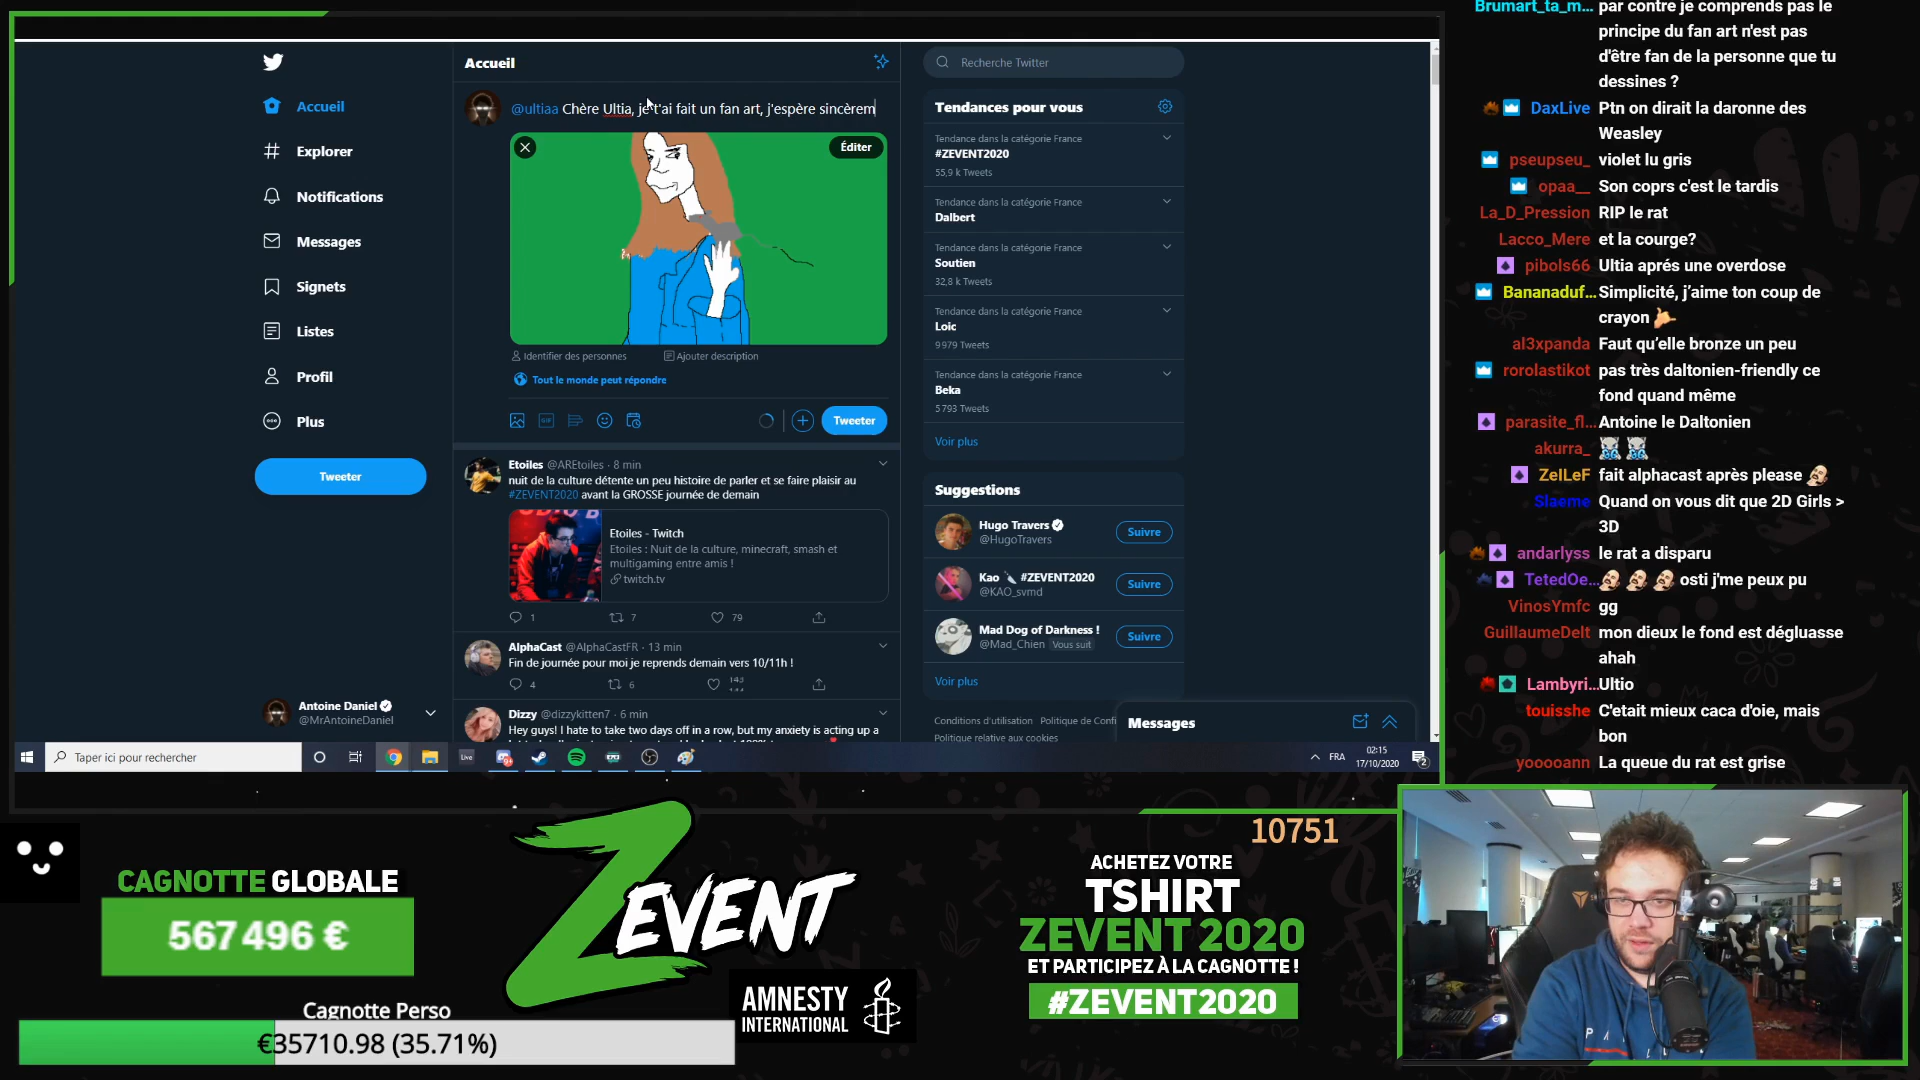 Accueil
Explorer
Notifications
Messages
Signets
Listes
Profil
Plus
Tweeter
Antoine Daniel
@MrAntoineDaniel
Accueil
@ultiaa Chère Ultia, je t'ai fait un fan art, j'espère sincèrem
Éditer
Identifier des personnes
Ajouter description
Tout le monde peut répondre
GIF
Tweeter
Etoiles @AREtoiles · 8 min
nuit de la culture détente un peu histoire de parler et se faire plaisir au
#ZEVENT2020 avant la GROSSE journée de demain
Etoiles - Twitch
Etoiles : Nuit de la culture, minecraft, smash et
multigaming entre amis !
twitch.tv
1 7 79
AlphaCast @AlphaCastFR · 13 min
Fin de journée pour moi je reprends demain vers 10/11h !
4 6
Dizzy @dizzykitten7 · 6 min
Hey guys! I hate to take two days off in a row, but my anxiety is acting up a
Recherche Twitter
Tendances pour vous
Tendance dans la catégorie France
#ZEVENT2020
55,9 k Tweets
Tendance dans la catégorie France
Dalbert
Tendance dans la catégorie France
Soutien
32,8 k Tweets
Tendance dans la catégorie France
Loic
9 979 Tweets
Tendance dans la catégorie France
Beka
5 793 Tweets
Voir plus
Suggestions
Hugo Travers
@HugoTravers
Suivre
Kao 🔪 #ZEVENT2020
@KAO_svmd
Suivre
Mad Dog of Darkness !
@Mad_Chien Vous suit
Suivre
Voir plus
Conditions d'utilisation Politique de Confi
Politique relative aux cookies
Messages
Taper ici pour rechercher
Live
FRA
02:15
17/10/2020
2
Brumart_ta_m... par contre je comprends pas le
principe du fan art n'est pas
d'être fan de la personne que tu
dessines ?
DaxLive Ptn on dirait la daronne des
Weasley
pseupseu_ violet lu gris
opaa__ Son coprs c'est le tardis
La_D_Pression RIP le rat
Lacco_Mere et la courge?
pibols66 Ultia aprés une overdose
Bananaduf... Simplicité, j'aime ton coup de
crayon
al3xpanda Faut qu'elle bronze un peu
rorolastikot pas très daltonien-friendly ce
fond quand même
parasite_fl... Antoine le Daltonien
akurra_
ZelLeF fait alphacast après please
Slaeme Quand on vous dit que 2D Girls >
3D
andarlyss le rat a disparu
TetedOe... osti j'me peux pu
VinosYmfc gg
GuillaumeDelt mon dieux le fond est dégluasse
ahah
Lambyri... Ultio
touisshe C'etait mieux caca d'oie, mais
bon
yooooann La queue du rat est grise
CAGNOTTE GLOBALE
567 496 €
Cagnotte Perso
€35710.98 (35.71%)
ZEVENT
AMNESTY
INTERNATIONAL
10751
ACHETEZ VOTRE
TSHIRT
ZEVENT 2020
ET PARTICIPEZ À LA CAGNOTTE !
#ZEVENT2020